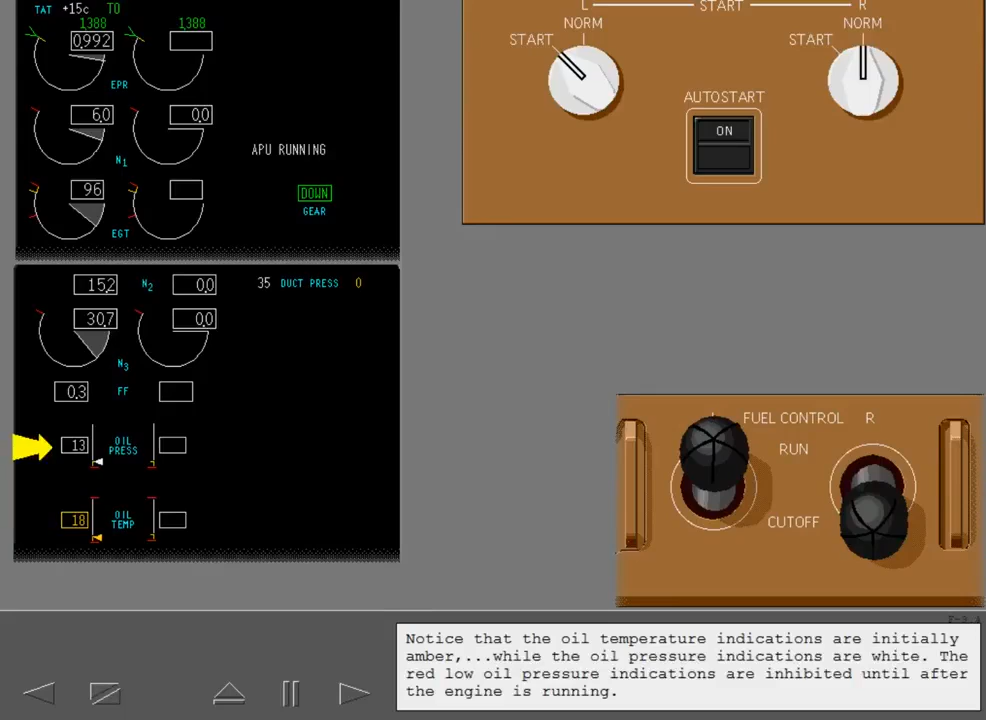 TAT +15c TO
1.388 1.388
0.992
EPR
6.0 0.0
N1
APU RUNNING
96
DOWN
GEAR
EGT
15.2 N2 0.0 35 DUCT PRESS 0
30.7 0.0
N3
0.3 FF
13 OIL PRESS
18 OIL TEMP
L START R
NORM NORM
START START
AUTOSTART
ON
L FUEL CONTROL R
RUN
CUTOFF
Notice that the oil temperature indications are initially
amber,...while the oil pressure indications are white. The
red low oil pressure indications are inhibited until after
the engine is running.